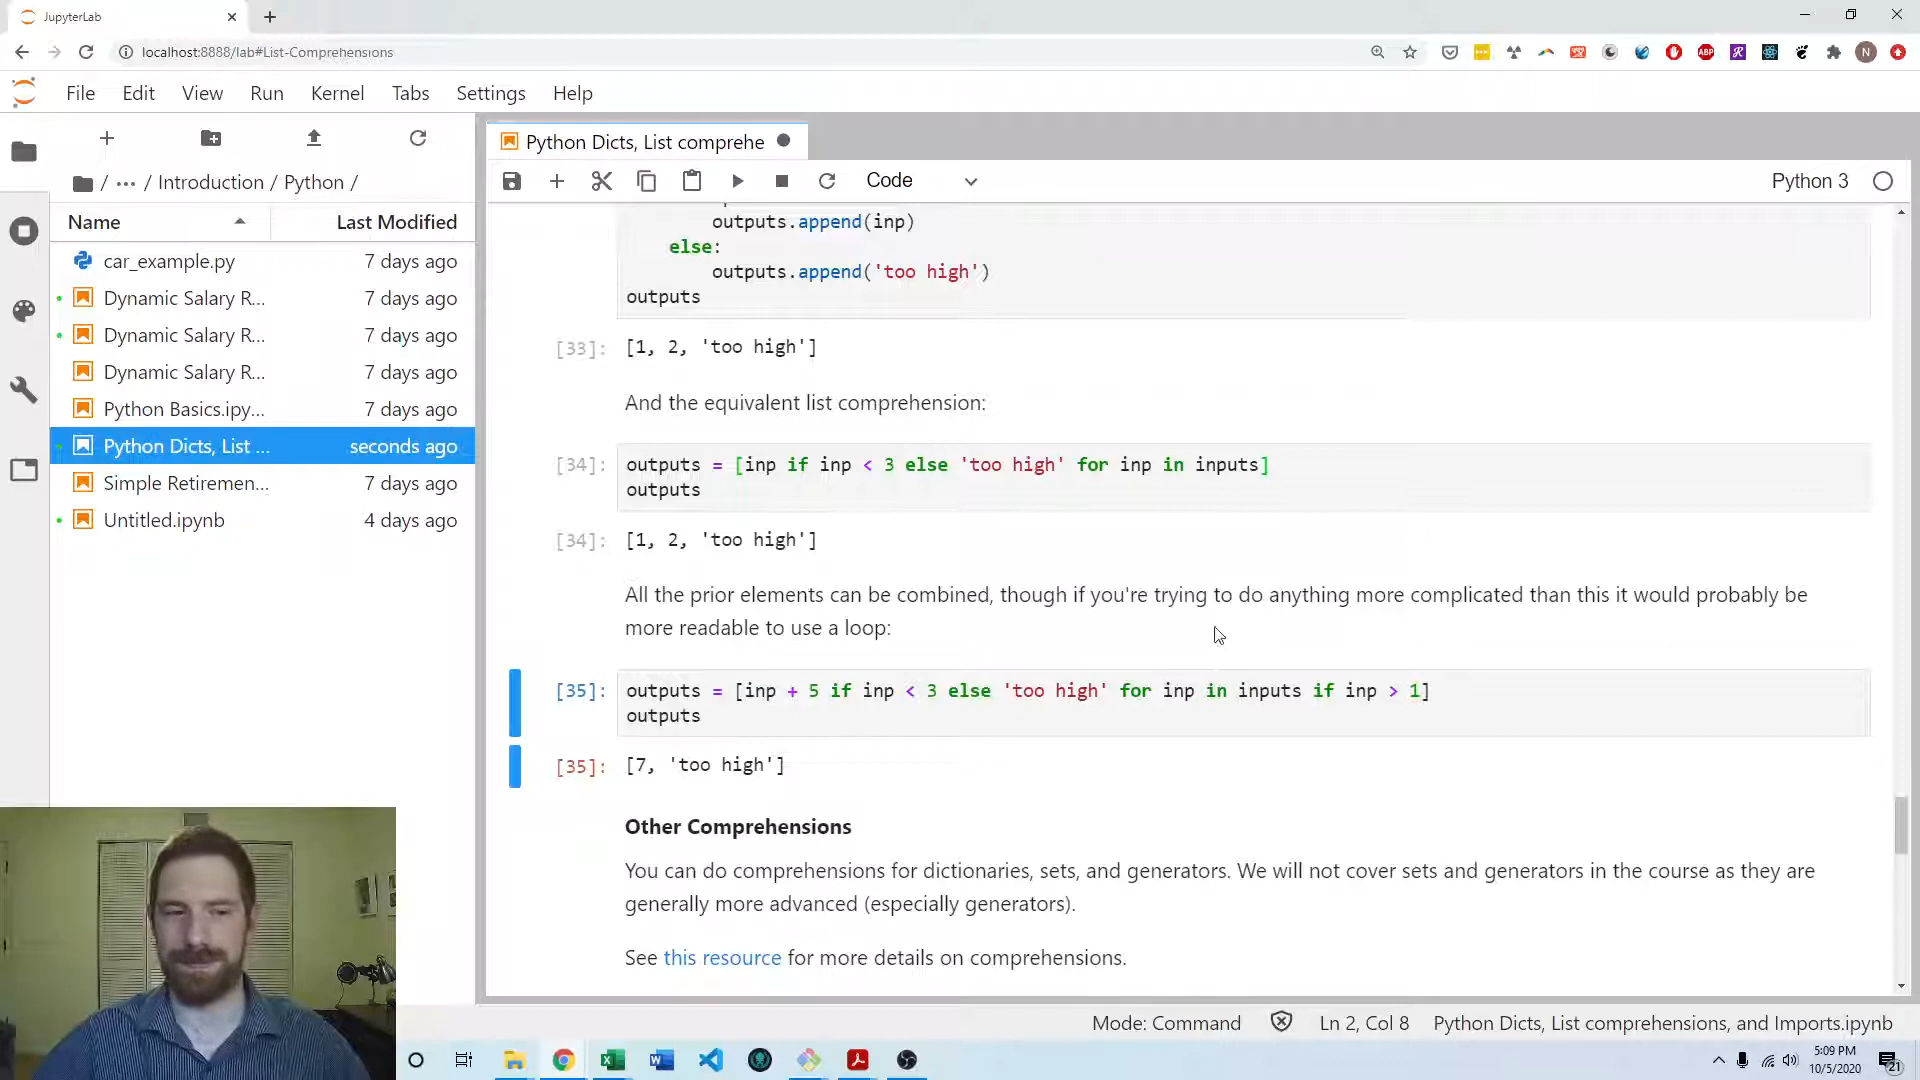 JupyterLab
localhost:8888/lab#List-Comprehensions
File Edit View Run Kernel Tabs Settings Help
/ ··· / Introduction / Python /
Name Last Modified
car_example.py 7 days ago
Dynamic Salary R... 7 days ago
Dynamic Salary R... 7 days ago
Dynamic Salary R... 7 days ago
Python Basics.ipy... 7 days ago
Python Dicts, List ... seconds ago
Simple Retiremen... 7 days ago
Untitled.ipynb 4 days ago
Python Dicts, List comprehe
Code Python 3
outputs.append(inp)
else:
outputs.append('too high')
outputs
[33]: [1, 2, 'too high']
And the equivalent list comprehension:
[34]: outputs = [inp if inp < 3 else 'too high' for inp in inputs]
outputs
[34]: [1, 2, 'too high']
All the prior elements can be combined, though if you're trying to do anything more complicated than this it would probably be
more readable to use a loop:
[35]: outputs = [inp + 5 if inp < 3 else 'too high' for inp in inputs if inp > 1]
outputs
[35]: [7, 'too high']
Other Comprehensions
You can do comprehensions for dictionaries, sets, and generators. We will not cover sets and generators in the course as they are
generally more advanced (especially generators).
See this resource for more details on comprehensions.
Mode: Command Ln 2, Col 8 Python Dicts, List comprehensions, and Imports.ipynb
5:09 PM
10/5/2020
21
ABP
N